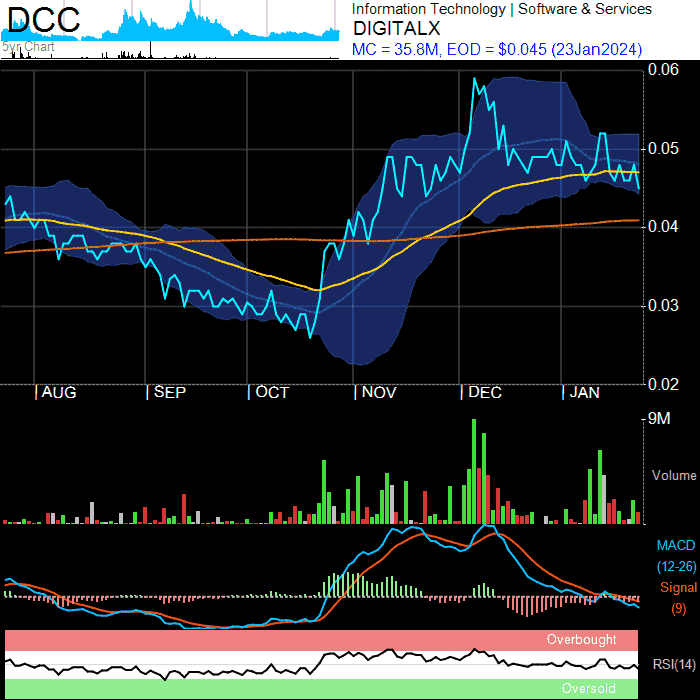 DCC
5yr Chart
Information Technology | Software & Services
DIGITALX
MC = 35.8M, EOD = $0.045 (23Jan2024)
0.06
0.05
0.04
0.03
0.02
AUG SEP OCT NOV DEC JAN
9M
Volume
MACD
(12-26)
Signal
(9)
Overbought
RSI(14)
Oversold